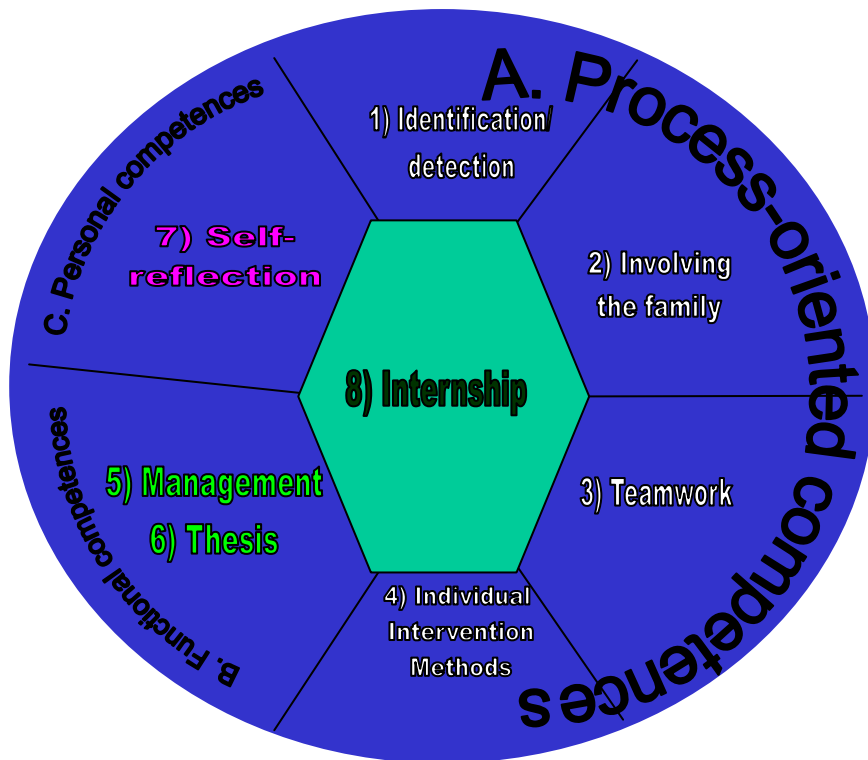 A. Process-oriented competences
1) Identification/
detection
2) Involving
the family
3) Teamwork
4) Individual
Intervention
Methods
B. Functional competences
5) Management
6) Thesis
C. Personal competences
7) Self-
reflection
8) Internship